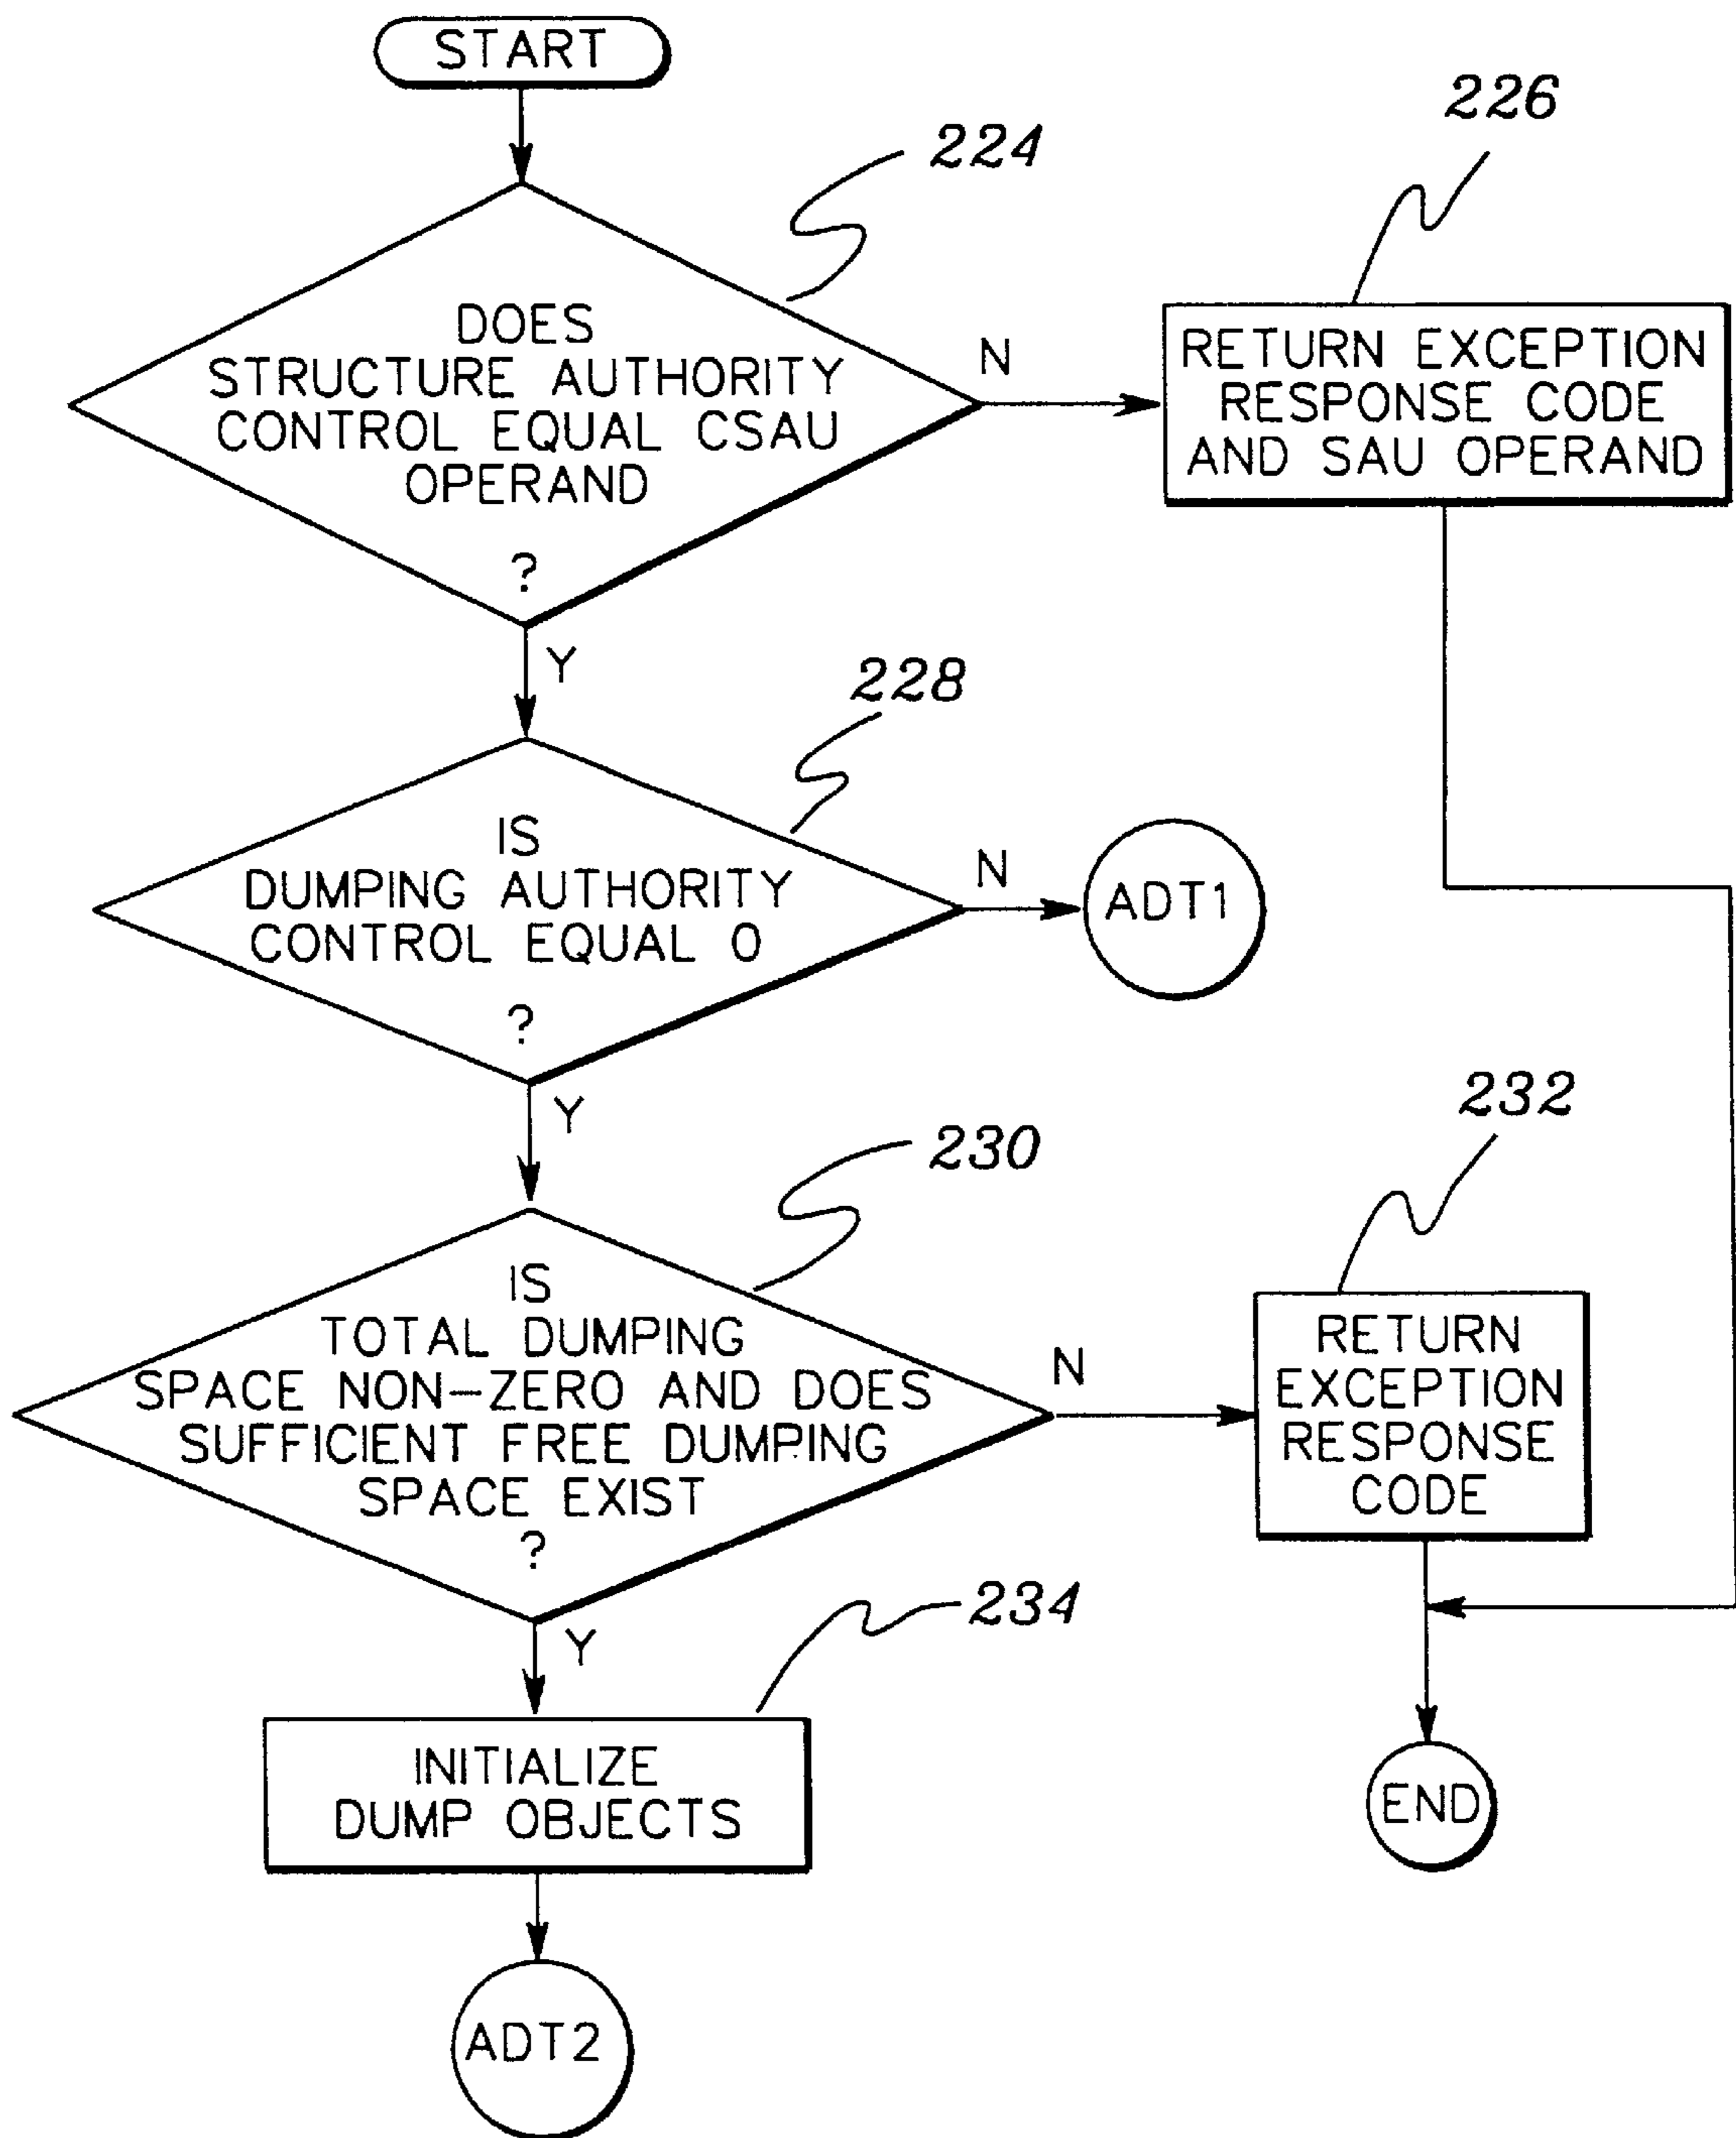 START
224
226
DOES
STRUCTURE AUTHORITY
CONTROL EQUAL CSAU
OPERAND
?
N
RETURN EXCEPTION
RESPONSE CODE
AND SAU OPERAND
Y
228
IS
DUMPING AUTHORITY
CONTROL EQUAL 0
?
N
ADT1
Y
230
232
IS
TOTAL DUMPING
SPACE NON-ZERO AND DOES
SUFFICIENT FREE DUMPING
SPACE EXIST
?
N
RETURN
EXCEPTION
RESPONSE
CODE
Y
234
INITIALIZE
DUMP OBJECTS
END
ADT2